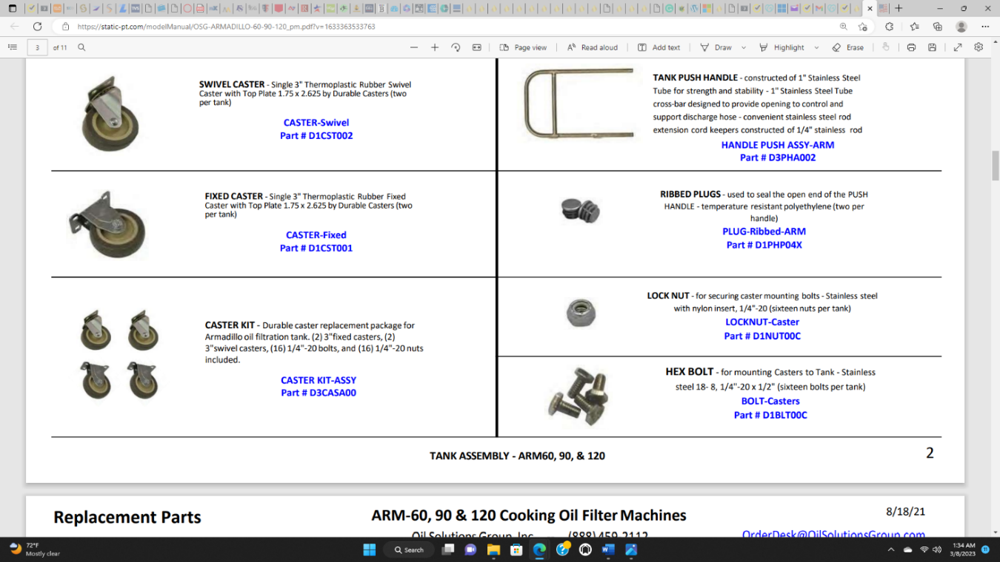 https://static-pt.com/modelManual/OSG-ARMADILLO-60-90-120_pm.pdf?v=1633363533763
3 of 11
Page view
Read aloud
Add text
Draw
Highlight
Erase
SWIVEL CASTER - Single 3" Thermoplastic Rubber Swivel
Caster with Top Plate 1.75 x 2.625 by Durable Casters (two
per tank)
CASTER-Swivel
Part # D1CST002
FIXED CASTER - Single 3" Thermoplastic Rubber Fixed
Caster with Top Plate 1.75 x 2.625 by Durable Casters (two
per tank)
CASTER-Fixed
Part # D1CST001
CASTER KIT - Durable caster replacement package for
Armadillo oil filtration tank. (2) 3"fixed casters, (2)
3"swivel casters, (16) 1/4"-20 bolts, and (16) 1/4"-20 nuts
included.
CASTER KIT-ASSY
Part # D3CASA00
TANK PUSH HANDLE - constructed of 1" Stainless Steel
Tube for strength and stability - 1" Stainless Steel Tube
cross-bar designed to provide opening to control and
support discharge hose - convenient stainless steel rod
extension cord keepers constructed of 1/4" stainless rod
HANDLE PUSH ASSY-ARM
Part # D3PHA002
RIBBED PLUGS - used to seal the open end of the PUSH
HANDLE - temperature resistant polyethylene (two per
handle)
PLUG-Ribbed-ARM
Part # D1PHP04X
LOCK NUT - for securing caster mounting bolts - Stainless steel
with nylon insert, 1/4"-20 (sixteen nuts per tank)
LOCKNUT-Caster
Part # D1NUT00C
HEX BOLT - for mounting Casters to Tank - Stainless
steel 18- 8, 1/4"-20 x 1/2" (sixteen bolts per tank)
BOLT-Casters
Part # D1BLT00C
TANK ASSEMBLY - ARM60, 90, & 120
2
Replacement Parts
ARM-60, 90 & 120 Cooking Oil Filter Machines
8/18/21
Oil Solutions Group, Inc. — (888) 459-2112
OrderDesk@OilSolutionsGroup.com
72°F
Mostly clear
Search
1:34 AM
3/8/2023